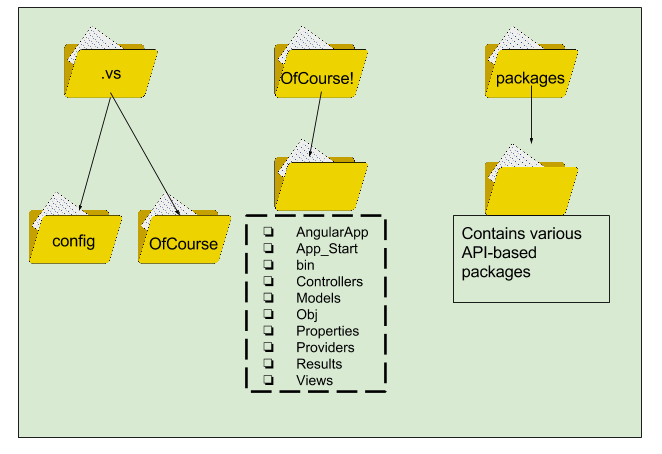 .vs
OfCourse!
packages
config
OfCourse
AngularApp
App_Start
bin
Controllers
Models
Obj
Properties
Providers
Results
Views
Contains various
API-based
packages